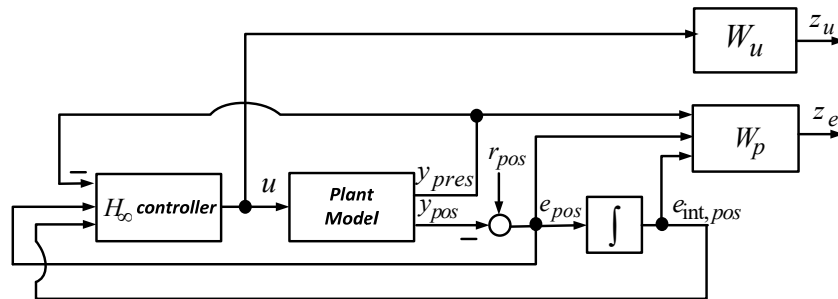 W_u
z_u
W_p
z_e
−
H_∞ controller
u
Plant
Model
y_pres
y_pos
r_pos
−
e_pos
∫
e_int,pos